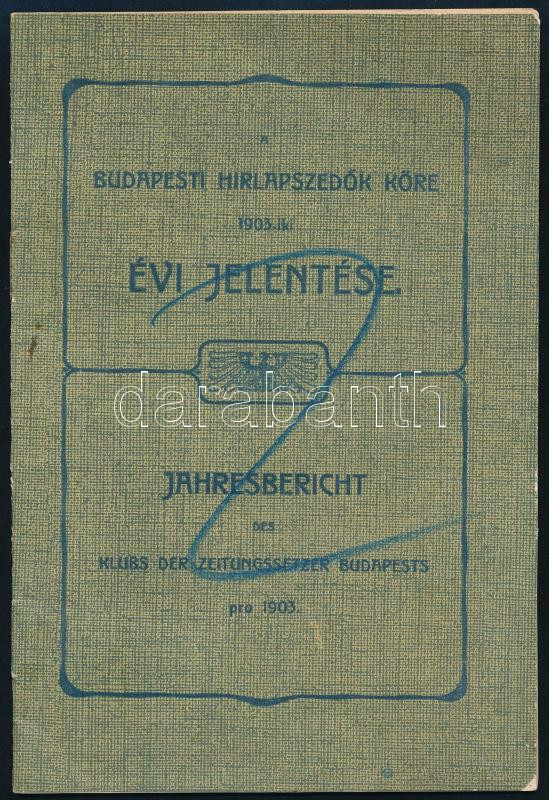 A
BUDAPESTI HIRLAPSZEDŐK KÖRE
1903-IKI
ÉVI JELENTÉSE.
darabanth
JAHRESBERICHT
DES
KLUBS DER ZEITUNGSSETZER BUDAPESTS
pro 1903.